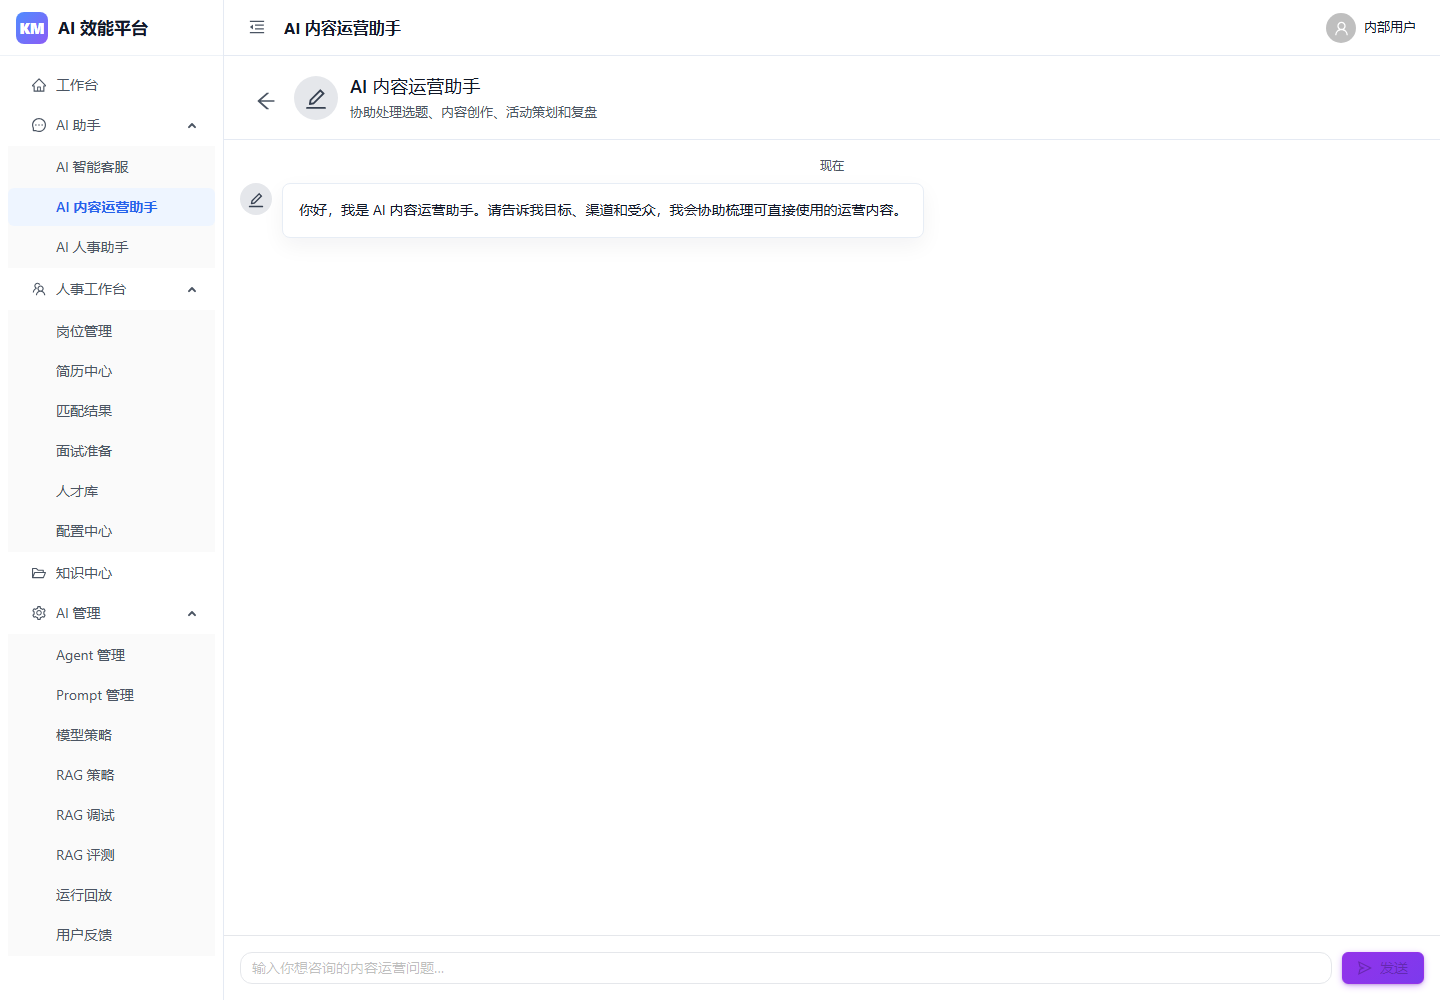 KM AI 效能平台
AI 内容运营助手
内部用户
工作台
AI 助手
AI 智能客服
AI 内容运营助手
AI 人事助手
人事工作台
岗位管理
简历中心
匹配结果
面试准备
人才库
配置中心
知识中心
AI 管理
Agent 管理
Prompt 管理
模型策略
RAG 策略
RAG 调试
RAG 评测
运行回放
用户反馈
AI 内容运营助手
协助处理选题、内容创作、活动策划和复盘
现在
你好，我是 AI 内容运营助手。请告诉我目标、渠道和受众，我会协助梳理可直接使用的运营内容。
输入你想咨询的内容运营问题...
发送